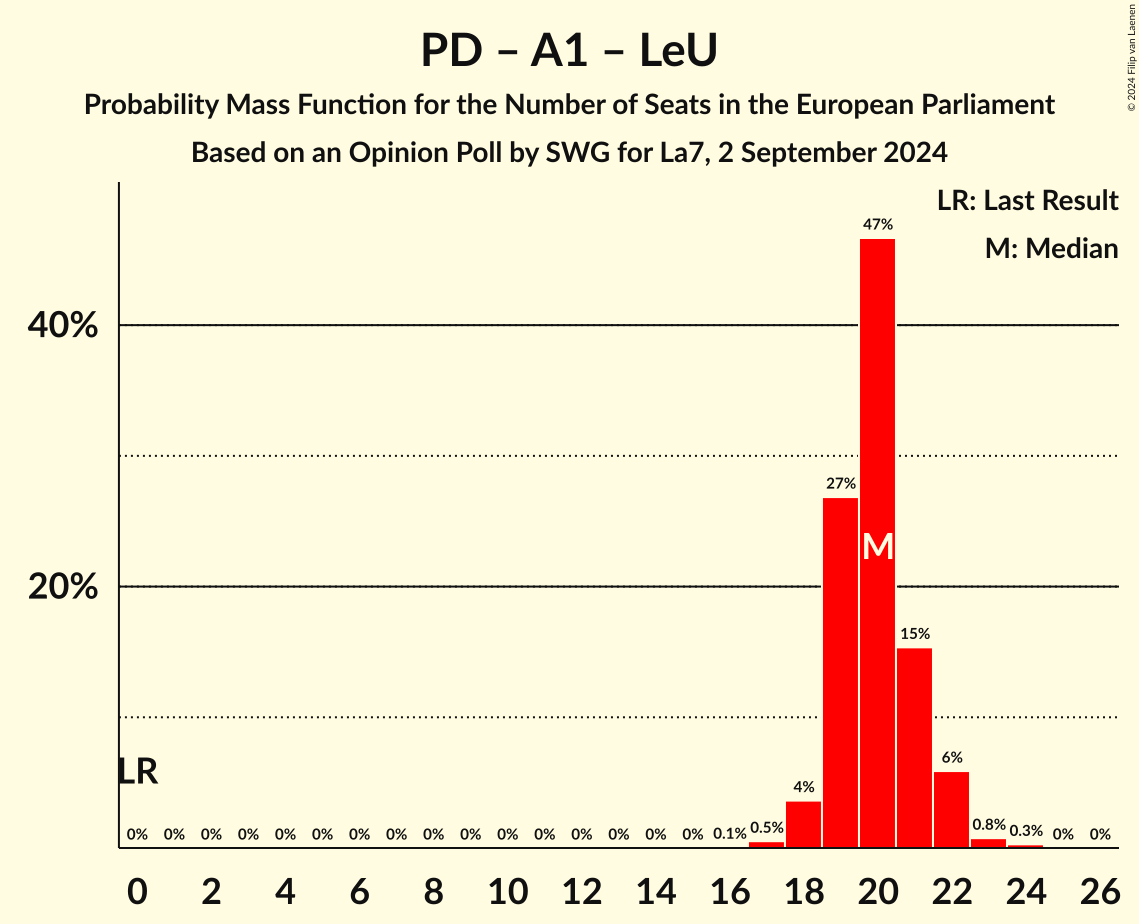 PD – A1 – LeU
Probability Mass Function for the Number of Seats in the European Parliament
Based on an Opinion Poll by SWG for La7, 2 September 2024
© 2024 Filip van Laenen
LR: Last Result
M: Median
47%
40%
27%
M
20%
15%
6%
LR
4%
0% 0% 0% 0% 0% 0% 0% 0% 0% 0% 0% 0% 0% 0% 0% 0% 0.1% 0.5% 0.8% 0.3% 0% 0%
0 2 4 6 8 10 12 14 16 18 20 22 24 26